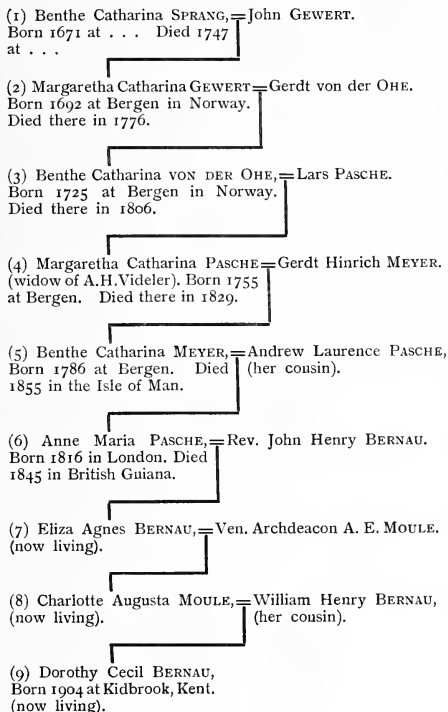 (1) Benthe Catharina SPRANG,=John GEWERT.
Born 1671 at . . . Died 1747
at . . .
(2) Margaretha Catharina GEWERT=Gerdt von der OHE.
Born 1692 at Bergen in Norway.
Died there in 1776.
(3) Benthe Catharina VON DER OHE,=Lars PASCHE.
Born 1725 at Bergen in Norway.
Died there in 1806.
(4) Margaretha Catharina PASCHE=Gerdt Hinrich MEYER.
(widow of A.H.Videler). Born 1755
at Bergen. Died there in 1829.
(5) Benthe Catharina MEYER,=Andrew Laurence PASCHE,
Born 1786 at Bergen. Died (her cousin).
1855 in the Isle of Man.
(6) Anne Maria PASCHE,=Rev. John Henry BERNAU.
Born 1816 in London. Died
1845 in British Guiana.
(7) Eliza Agnes BERNAU,=Ven. Archdeacon A. E. MOULE.
(now living).
(8) Charlotte Augusta MOULE,=William Henry BERNAU,
(now living). (her cousin).
(9) Dorothy Cecil BERNAU,
Born 1904 at Kidbrook, Kent.
(now living).